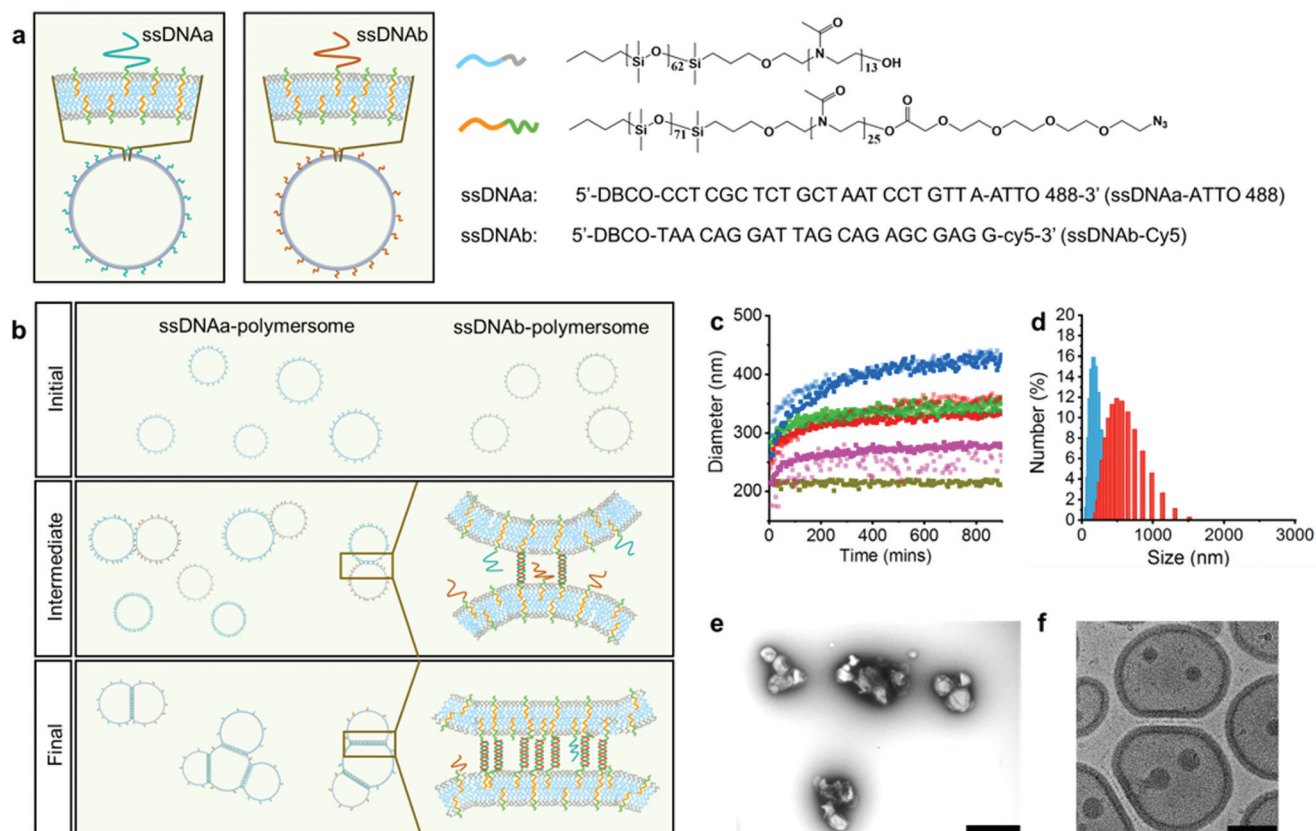 a
ssDNAa
ssDNAb
O
Si
O
62
Si
O
N
13
OH
O
Si
O
71
Si
O
N
25
O
O
O
O
O
O
N3
ssDNAa: 5'-DBCO-CCT CGC TCT GCT AAT CCT GTT A-ATTO 488-3' (ssDNAa-ATTO 488)
ssDNAb: 5'-DBCO-TAA CAG GAT TAG CAG AGC GAG G-cy5-3' (ssDNAb-Cy5)
b
Initial
ssDNAa-polymersome
ssDNAb-polymersome
Intermediate
Final
c
500
400
300
200
0 200 400 600 800
Diameter (nm)
Time (mins)
d
20
18
16
14
12
10
8
6
4
2
0
0 1000 2000 3000
Number (%)
Size (nm)
e
f